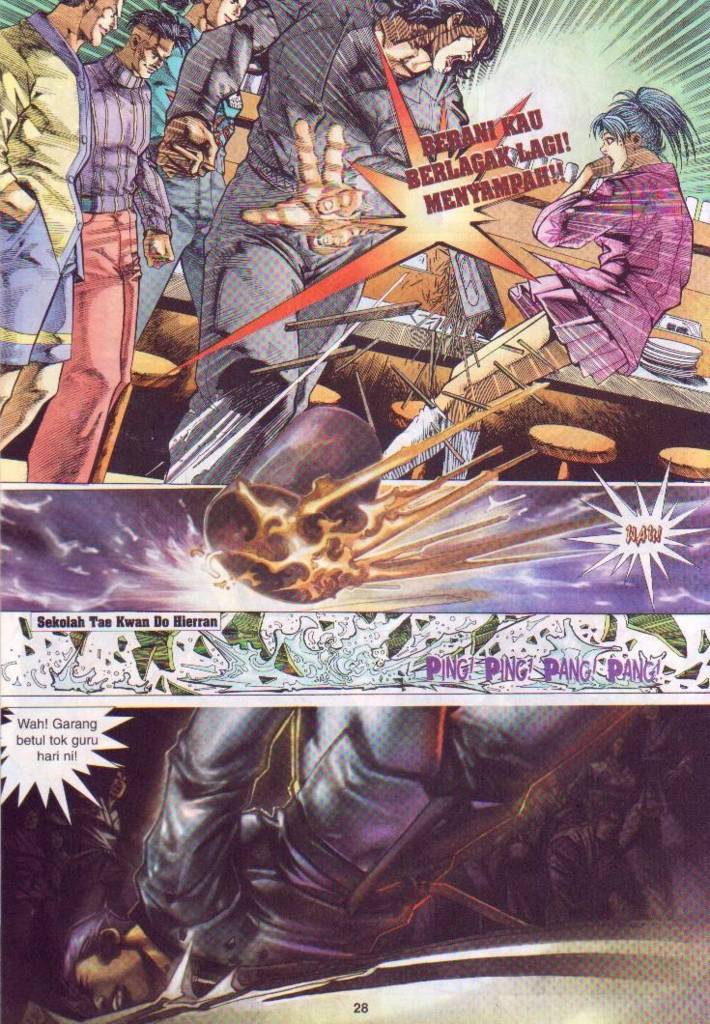 BERANI KAU
BERLAGAK LAGI!
MENYAMPAH!!
WAH!
Sekolah Tae Kwan Do Hierran
PING! PING! PANG! PANG!
Wah! Garang
betul tok guru
hari ni!
28